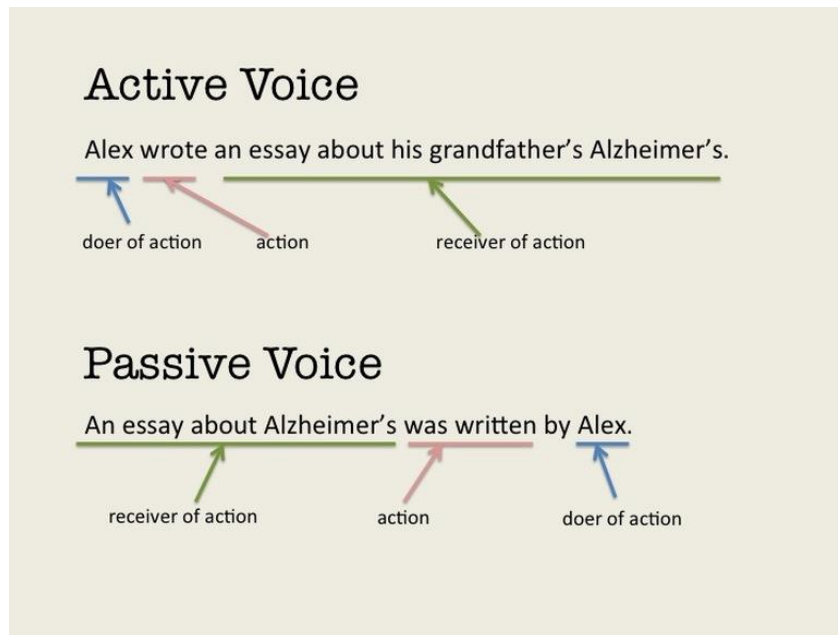 Active Voice
Alex wrote an essay about his grandfather’s Alzheimer’s.
doer of action action receiver of action
Passive Voice
An essay about Alzheimer’s was written by Alex.
receiver of action action doer of action